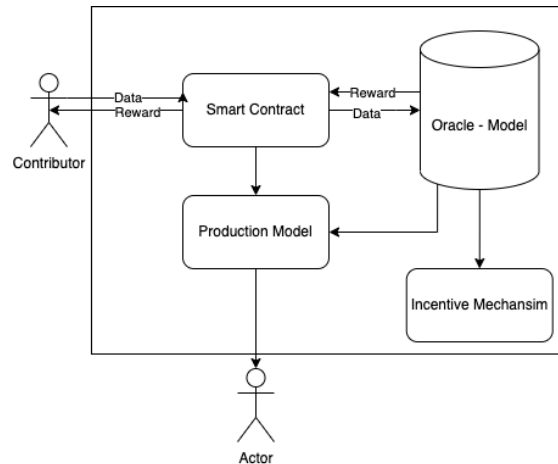 Data
Reward
Contributor
Smart Contract
Reward
Data
Oracle - Model
Production Model
Incentive Mechansim
Actor